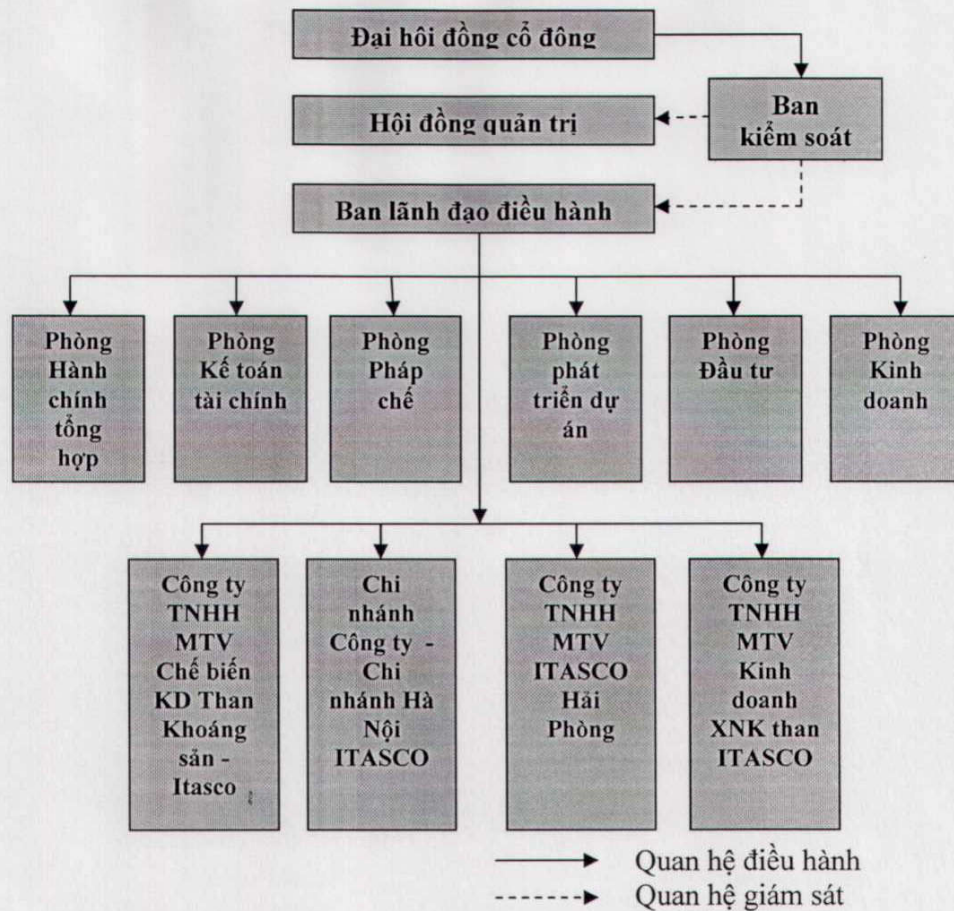 Đại hôi đồng cổ đông
Hội đồng quản trị
Ban
kiểm soát
Ban lãnh đạo điều hành
Phòng
Hành
chính
tổng
hợp
Phòng
Kế toán
tài chính
Phòng
Pháp
chế
Phòng
phát
triển dự
án
Phòng
Đầu tư
Phòng
Kinh
doanh
Công ty
TNHH
MTV
Chế biến
KD Than
Khoáng
sản -
Itasco
Chi
nhánh
Công ty -
Chi
nhánh Hà
Nội
ITASCO
Công ty
TNHH
MTV
ITASCO
Hải
Phòng
Công ty
TNHH
MTV
Kinh
doanh
XNK than
ITASCO
Quan hệ điều hành
Quan hệ giám sát